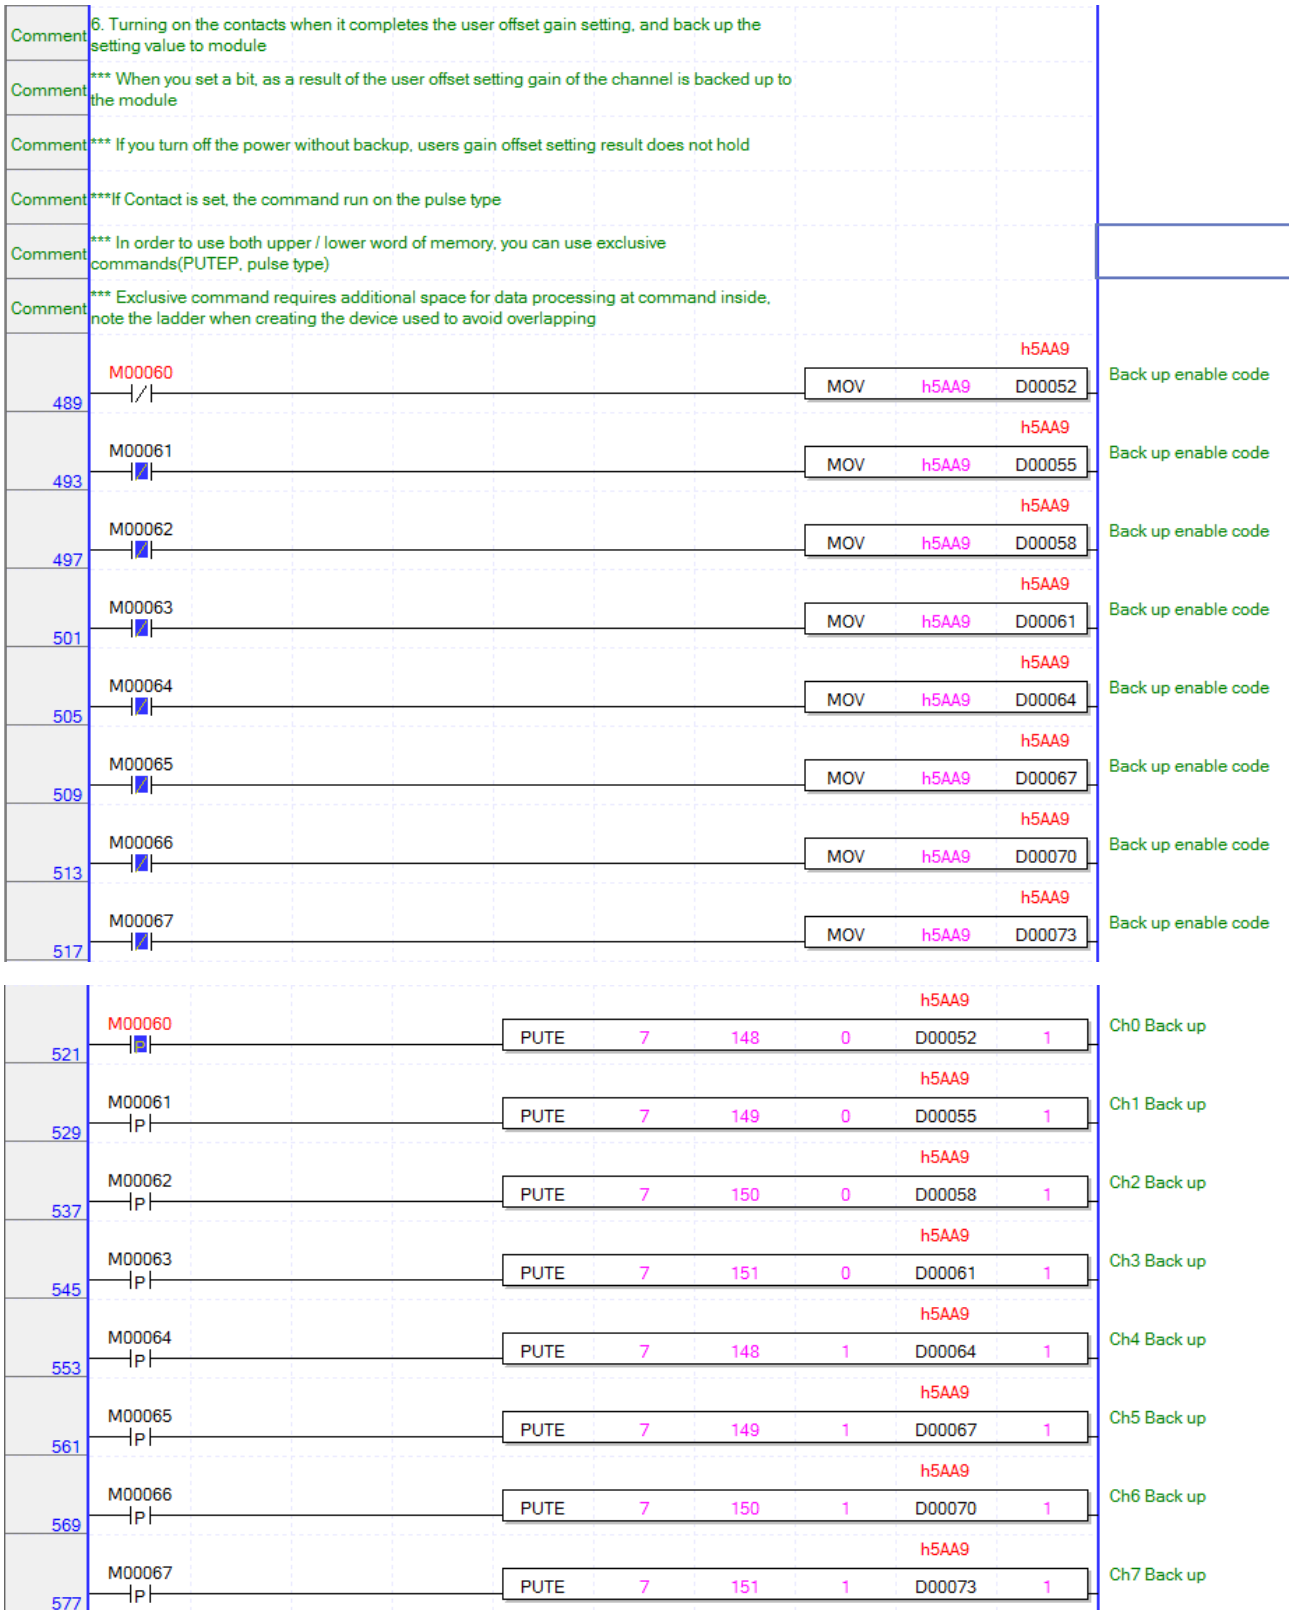 Comment 6. Turning on the contacts when it completes the user offset gain setting, and back up the
setting value to module
Comment *** When you set a bit, as a result of the user offset setting gain of the channel is backed up to
the module
Comment *** If you turn off the power without backup, users gain offset setting result does not hold
Comment ***If Contact is set, the command run on the pulse type
Comment *** In order to use both upper / lower word of memory, you can use exclusive
commands(PUTEP, pulse type)
Comment *** Exclusive command requires additional space for data processing at command inside,
note the ladder when creating the device used to avoid overlapping
h5AA9
M00060 Back up enable code
489 MOV h5AA9 D00052
h5AA9
M00061 Back up enable code
493 MOV h5AA9 D00055
h5AA9
M00062 Back up enable code
497 MOV h5AA9 D00058
h5AA9
M00063 Back up enable code
501 MOV h5AA9 D00061
h5AA9
M00064 Back up enable code
505 MOV h5AA9 D00064
h5AA9
M00065 Back up enable code
509 MOV h5AA9 D00067
h5AA9
M00066 Back up enable code
513 MOV h5AA9 D00070
h5AA9
M00067 Back up enable code
517 MOV h5AA9 D00073
h5AA9
M00060 Ch0 Back up
521 P PUTE 7 148 0 D00052 1
h5AA9
M00061 Ch1 Back up
529 P PUTE 7 149 0 D00055 1
h5AA9
M00062 Ch2 Back up
537 P PUTE 7 150 0 D00058 1
h5AA9
M00063 Ch3 Back up
545 P PUTE 7 151 0 D00061 1
h5AA9
M00064 Ch4 Back up
553 P PUTE 7 148 1 D00064 1
h5AA9
M00065 Ch5 Back up
561 P PUTE 7 149 1 D00067 1
h5AA9
M00066 Ch6 Back up
569 P PUTE 7 150 1 D00070 1
h5AA9
M00067 Ch7 Back up
577 P PUTE 7 151 1 D00073 1